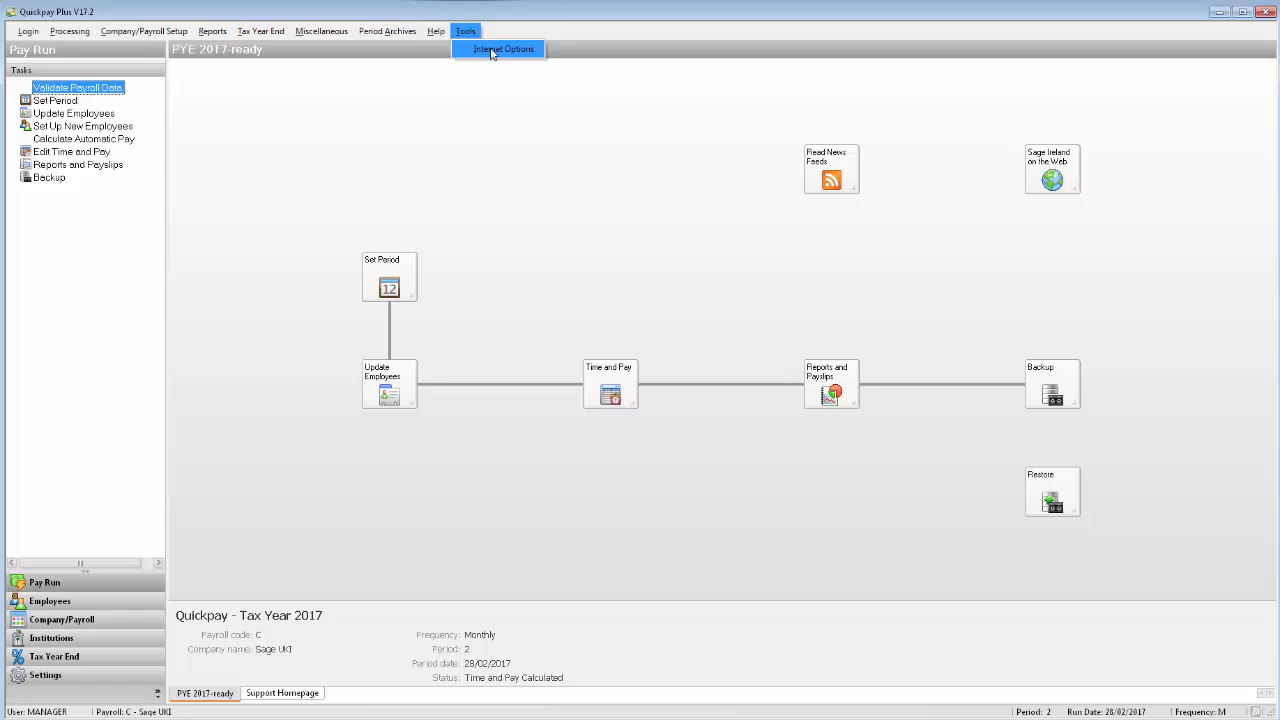 Quickpay Plus V17.2
Login Processing Company/Payroll Setup Reports Tax Year End Miscellaneous Period Archives Help Tools
Pay Run
PYE 2017-ready
Internet Options
Tasks
Validate Payroll Data
Set Period
Update Employees
Set Up New Employees
Calculate Automatic Pay
Edit Time and Pay
Reports and Payslips
Backup
Read News
Feeds
Sage Ireland
on the Web
Set Period
12
Update
Employees
Time and Pay
Reports and
Payslips
Backup
Restore
Pay Run
Employees
Company/Payroll
Institutions
Tax Year End
Settings
Quickpay - Tax Year 2017
Payroll code: C
Company name: Sage UKI
Frequency: Monthly
Period: 2
Period date: 28/02/2017
Status: Time and Pay Calculated
PYE 2017-ready Support Homepage
User: MANAGER Payroll: C - Sage UKI Period: 2 Run Date: 28/02/2017 Frequency: M